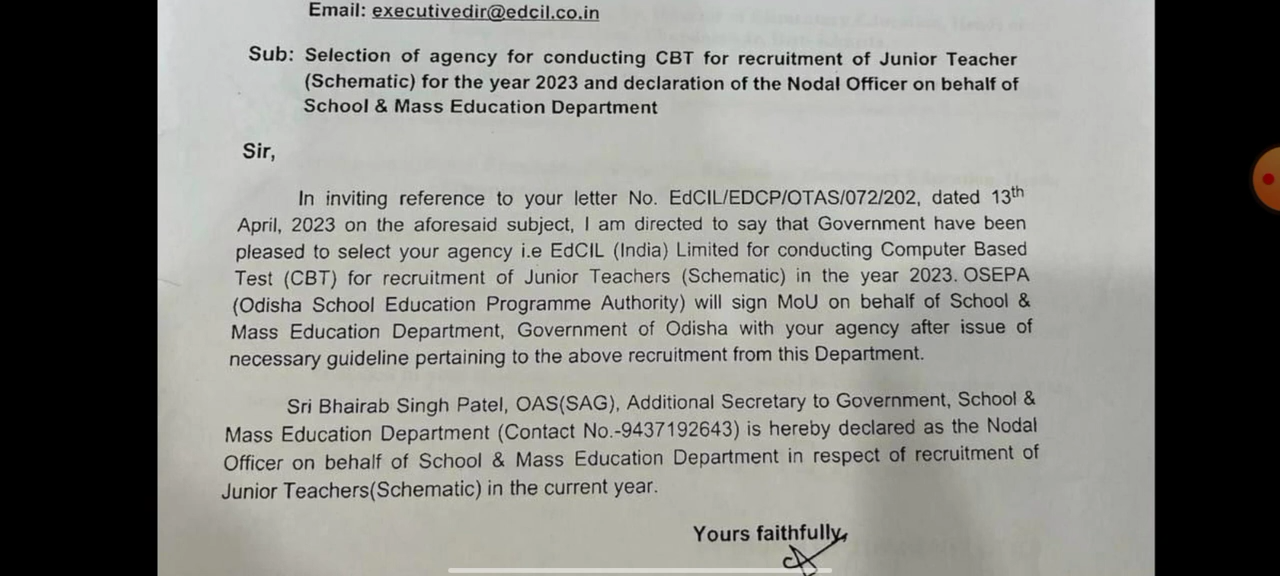 Email: executivedir@edcil.co.in
Sub: Selection of agency for conducting CBT for recruitment of Junior Teacher
(Schematic) for the year 2023 and declaration of the Nodal Officer on behalf of
School & Mass Education Department
Sir,
In inviting reference to your letter No. EdCIL/EDCP/OTAS/072/202, dated 13th
April, 2023 on the aforesaid subject, I am directed to say that Government have been
pleased to select your agency i.e EdCIL (India) Limited for conducting Computer Based
Test (CBT) for recruitment of Junior Teachers (Schematic) in the year 2023. OSEPA
(Odisha School Education Programme Authority) will sign MoU on behalf of School &
Mass Education Department, Government of Odisha with your agency after issue of
necessary guideline pertaining to the above recruitment from this Department.
Sri Bhairab Singh Patel, OAS(SAG), Additional Secretary to Government, School &
Mass Education Department (Contact No.-9437192643) is hereby declared as the Nodal
Officer on behalf of School & Mass Education Department in respect of recruitment of
Junior Teachers(Schematic) in the current year.
Yours faithfully,